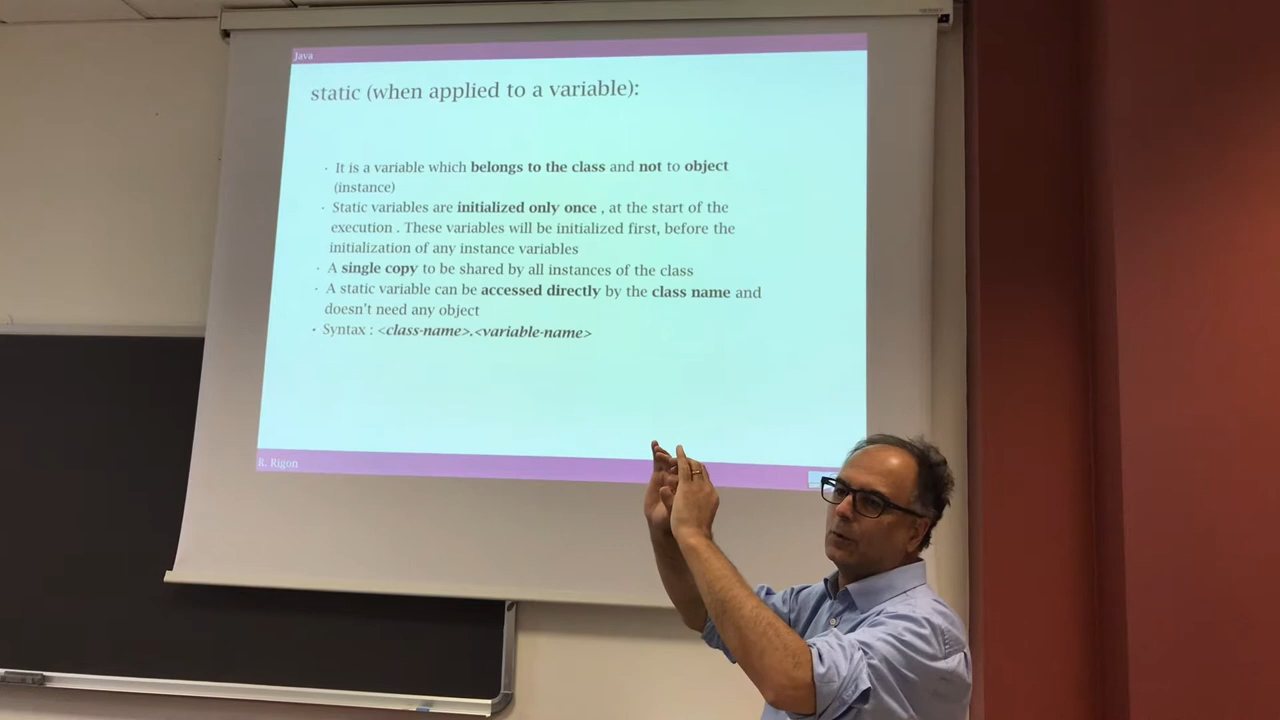 Java
static (when applied to a variable):
· It is a variable which belongs to the class and not to object
(instance)
· Static variables are initialized only once , at the start of the
execution . These variables will be initialized first, before the
initialization of any instance variables
· A single copy to be shared by all instances of the class
· A static variable can be accessed directly by the class name and
doesn't need any object
· Syntax : <class-name>.<variable-name>
R. Rigon